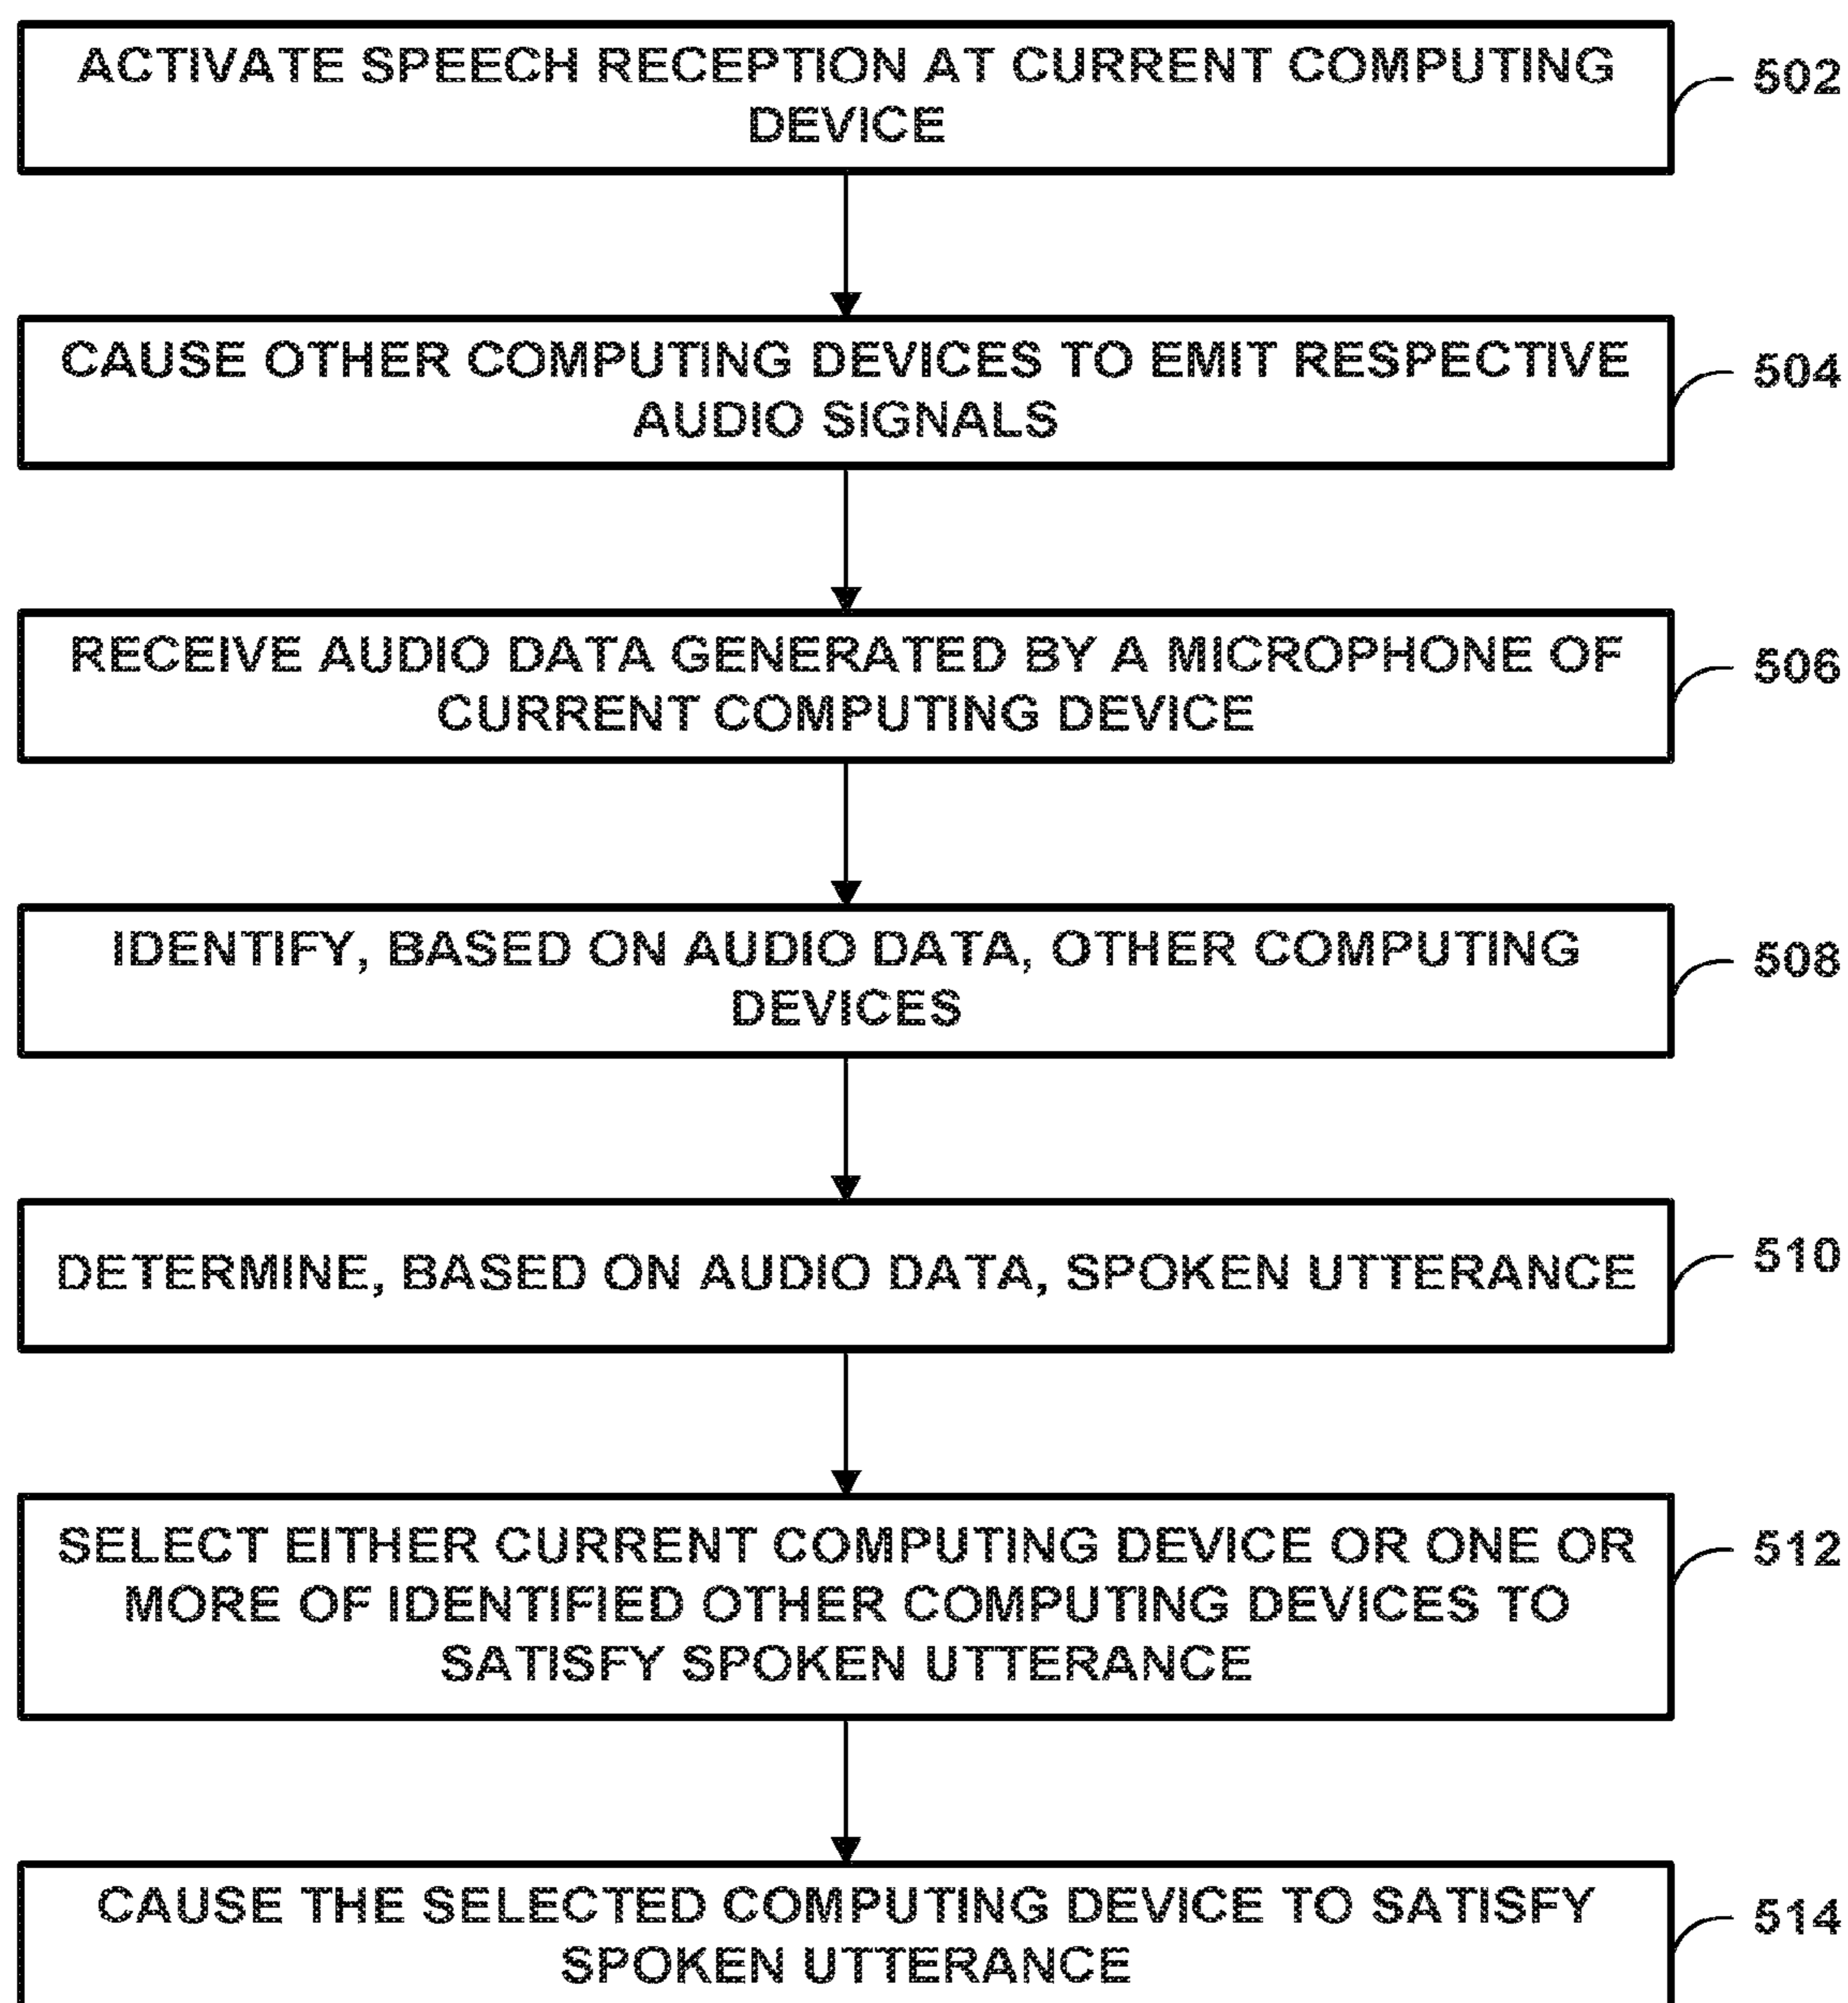 ACTIVATE SPEECH RECEPTION AT CURRENT COMPUTING
DEVICE
502
CAUSE OTHER COMPUTING DEVICES TO EMIT RESPECTIVE
AUDIO SIGNALS
504
RECEIVE AUDIO DATA GENERATED BY A MICROPHONE OF
CURRENT COMPUTING DEVICE
506
IDENTIFY, BASED ON AUDIO DATA, OTHER COMPUTING
DEVICES
508
DETERMINE, BASED ON AUDIO DATA, SPOKEN UTTERANCE
510
SELECT EITHER CURRENT COMPUTING DEVICE OR ONE OR
MORE OF IDENTIFIED OTHER COMPUTING DEVICES TO
SATISFY SPOKEN UTTERANCE
512
CAUSE THE SELECTED COMPUTING DEVICE TO SATISFY
SPOKEN UTTERANCE
514